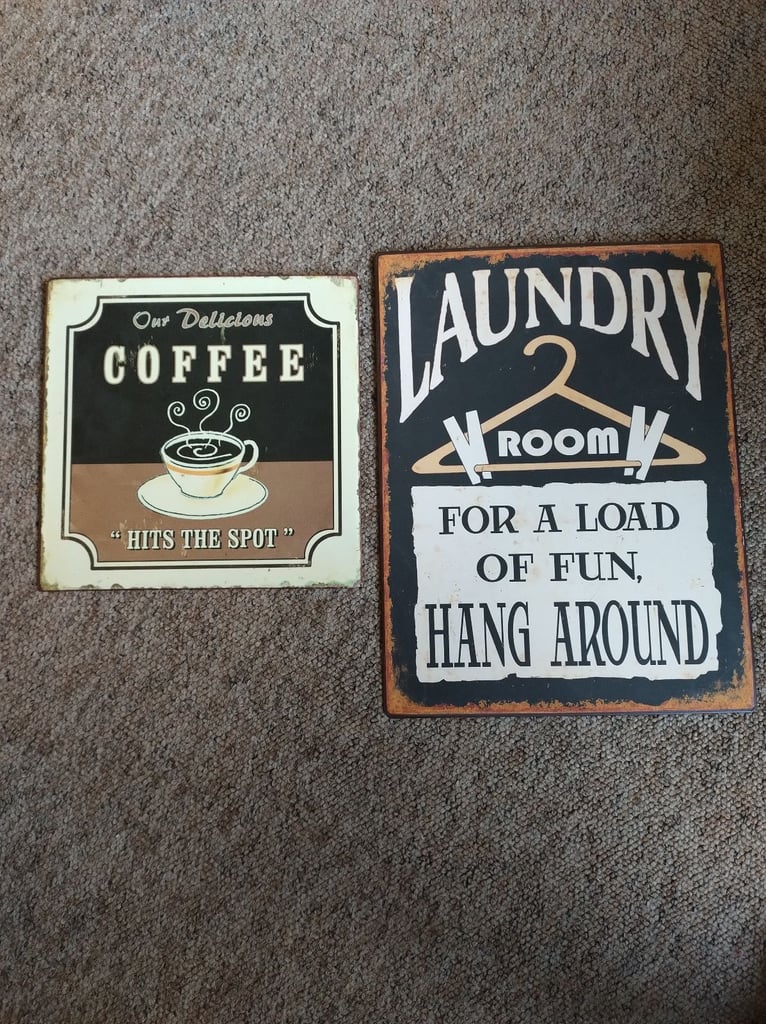 Our Delicious
COFFEE
“ HITS THE SPOT ”
LAUNDRY
ROOM
FOR A LOAD
OF FUN,
HANG AROUND